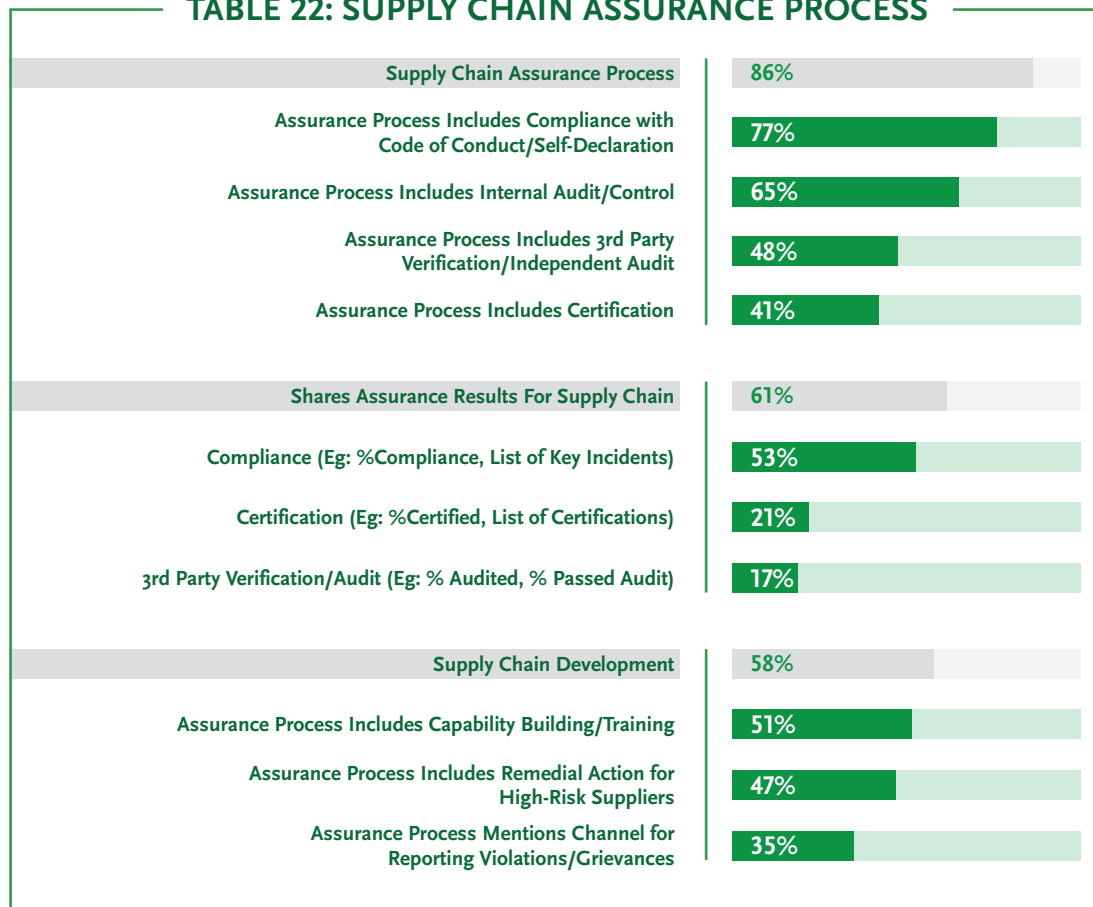 TABLE 22: SUPPLY CHAIN ASSURANCE PROCESS
Supply Chain Assurance Process
86%
Assurance Process Includes Compliance with
Code of Conduct/Self-Declaration
77%
Assurance Process Includes Internal Audit/Control
65%
Assurance Process Includes 3rd Party
Verification/Independent Audit
48%
Assurance Process Includes Certification
41%
Shares Assurance Results For Supply Chain
61%
Compliance (Eg: %Compliance, List of Key Incidents)
53%
Certification (Eg: %Certified, List of Certifications)
21%
3rd Party Verification/Audit (Eg: % Audited, % Passed Audit)
17%
Supply Chain Development
58%
Assurance Process Includes Capability Building/Training
51%
Assurance Process Includes Remedial Action for
High-Risk Suppliers
47%
Assurance Process Mentions Channel for
Reporting Violations/Grievances
35%